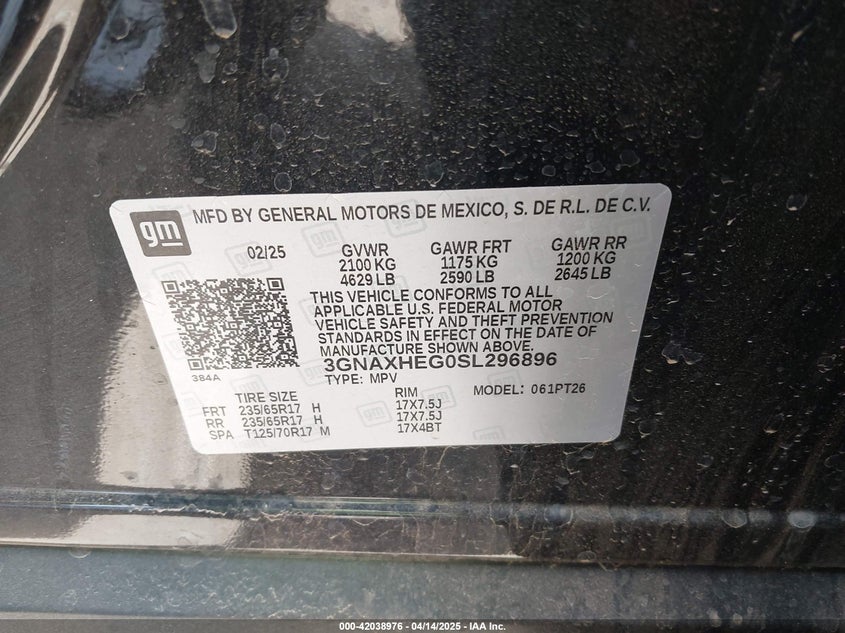 gm
MFD BY GENERAL MOTORS DE MEXICO, S. DE R.L. DE C.V.
02/25 GVWR GAWR FRT GAWR RR
2100 KG 1175 KG 1200 KG
4629 LB 2590 LB 2645 LB
THIS VEHICLE CONFORMS TO ALL
APPLICABLE U.S. FEDERAL MOTOR
VEHICLE SAFETY AND THEFT PREVENTION
STANDARDS IN EFFECT ON THE DATE OF
MANUFACTURE SHOWN ABOVE.
3GNAXHEG0SL296896
384A
TYPE: MPV MODEL: 061PT26
TIRE SIZE RIM
FRT 235/65R17 H 17X7.5J
RR 235/65R17 H 17X7.5J
SPA T125/70R17 M 17X4BT
000-42038976 - 04/14/2025 - IAA Inc.